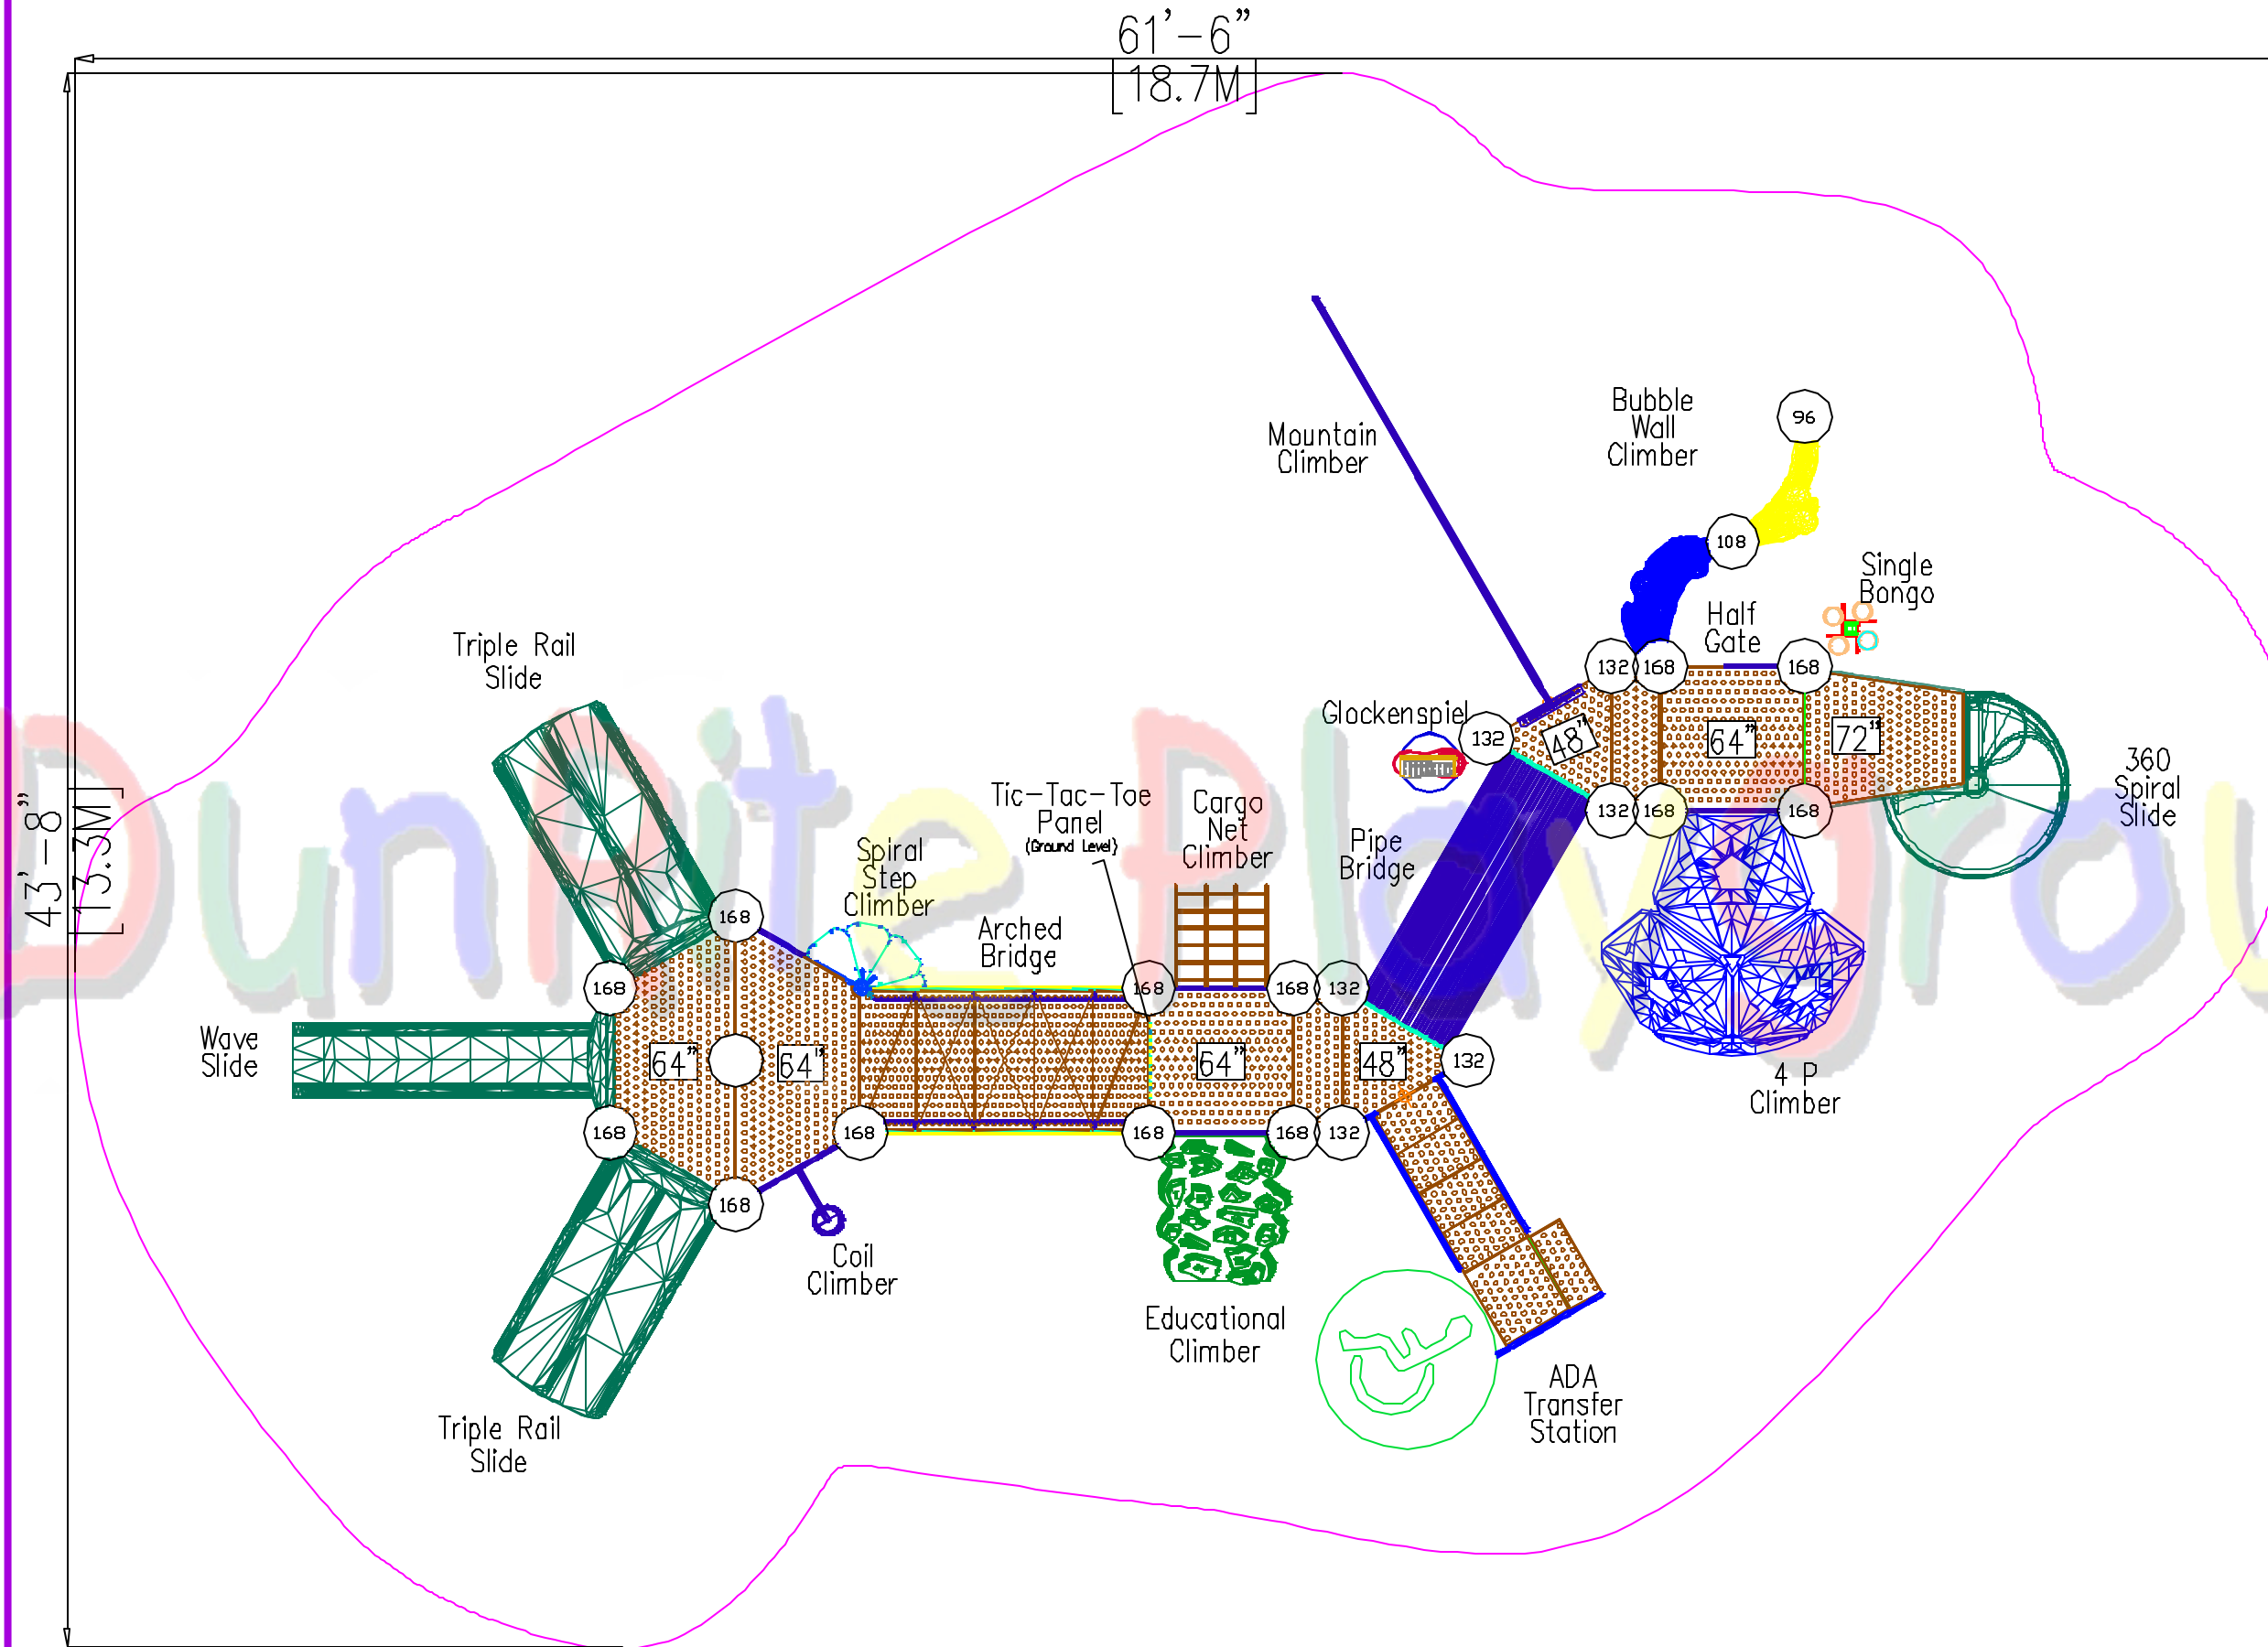 61'-6"
[18.7M]
43'-8"
[13.3M]
Mountain
Climber
Bubble
Wall
Climber
96
108
Single
Bongo
Half
Gate
Triple Rail
Slide
132
168
168
Glockenspiel
132
48"
64"
72"
360
Spiral
Slide
Tic-Tac-Toe
Panel
(Ground Level)
Cargo
Net
Climber
Pipe
Bridge
132
168
168
Spiral
Step
Climber
Arched
Bridge
168
168
168
168
132
Wave
Slide
64"
64"
64"
48"
132
4 P
Climber
168
168
168
168
132
168
Coil
Climber
Educational
Climber
ADA
Transfer
Station
Triple Rail
Slide
DunRite Playgrou